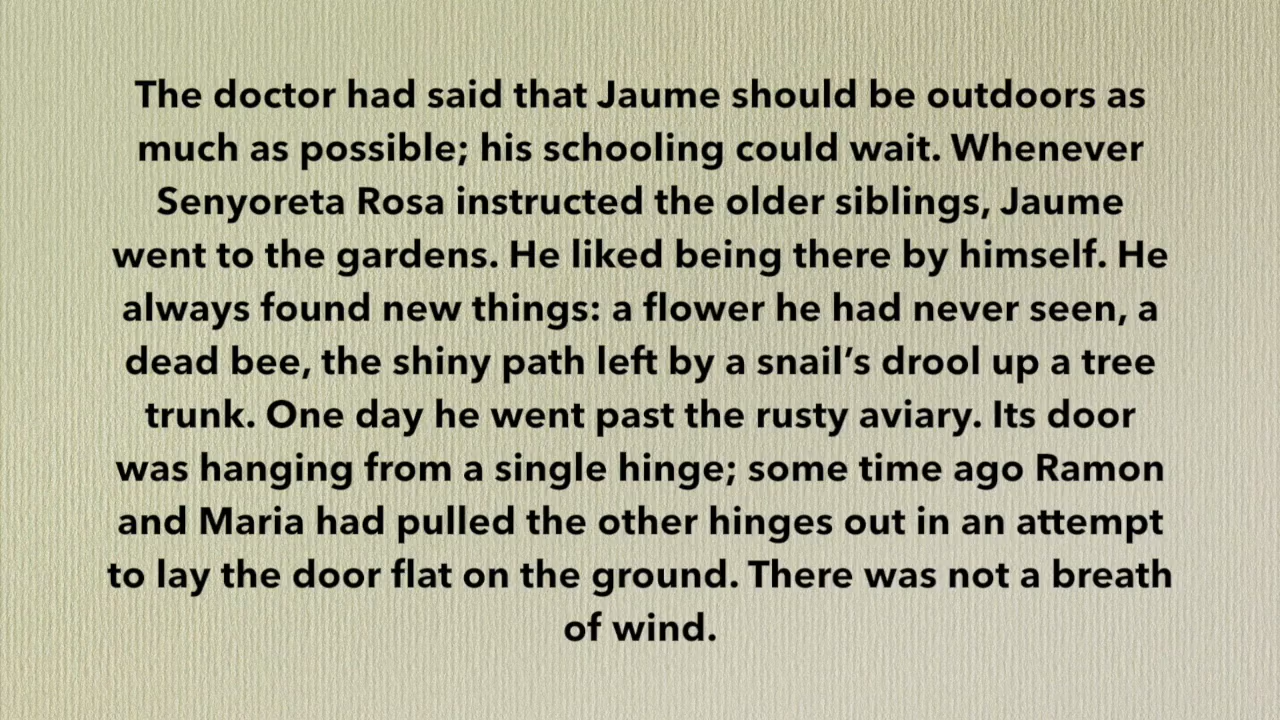 The doctor had said that Jaume should be outdoors as
much as possible; his schooling could wait. Whenever
Senyoreta Rosa instructed the older siblings, Jaume
went to the gardens. He liked being there by himself. He
always found new things: a flower he had never seen, a
dead bee, the shiny path left by a snail’s drool up a tree
trunk. One day he went past the rusty aviary. Its door
was hanging from a single hinge; some time ago Ramon
and Maria had pulled the other hinges out in an attempt
to lay the door flat on the ground. There was not a breath
of wind.